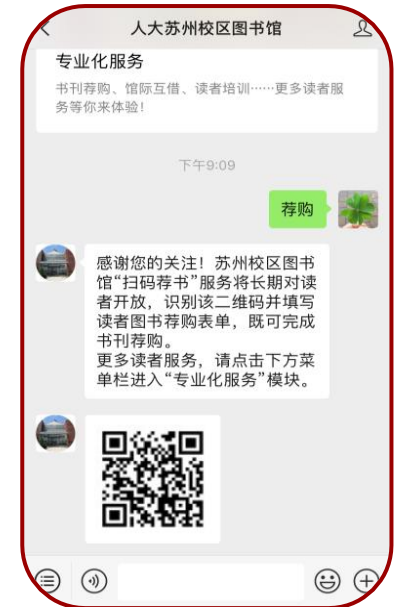 人大苏州校区图书馆
专业化服务
书刊荐购、馆际互借、读者培训……更多读者服
务等你来体验！
下午9:09
荐购
感谢您的关注！苏州校区图书
馆“扫码荐书”服务将长期对读
者开放，识别该二维码并填写
读者图书荐购表单，既可完成
书刊荐购。
更多读者服务，请点击下方菜
单栏进入“专业化服务”模块。